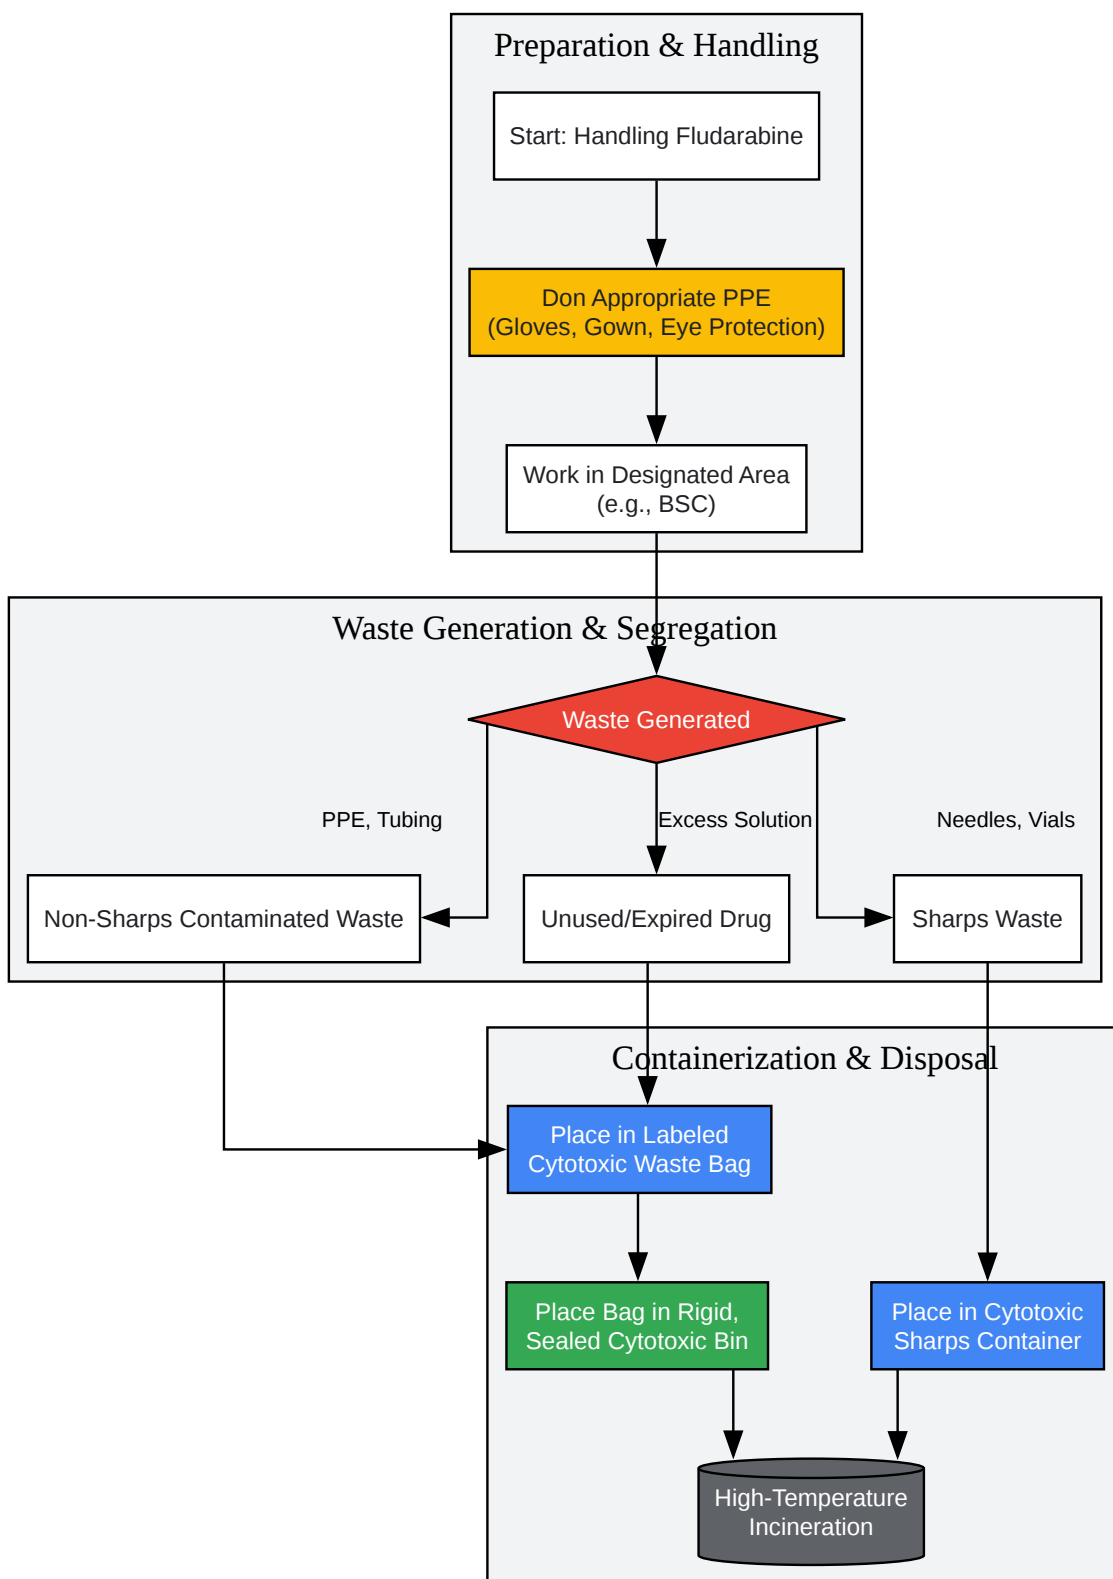 Preparation & Handling
Start: Handling Fludarabine
Don Appropriate PPE
(Gloves, Gown, Eye Protection)
Work in Designated Area
(e.g., BSC)
Waste Generation & Segregation
Waste Generated
PPE, Tubing
Excess Solution
Needles, Vials
Non-Sharps Contaminated Waste
Unused/Expired Drug
Sharps Waste
Containerization & Disposal
Place in Labeled
Cytotoxic Waste Bag
Place Bag in Rigid,
Sealed Cytotoxic Bin
Place in Cytotoxic
Sharps Container
High-Temperature
Incineration